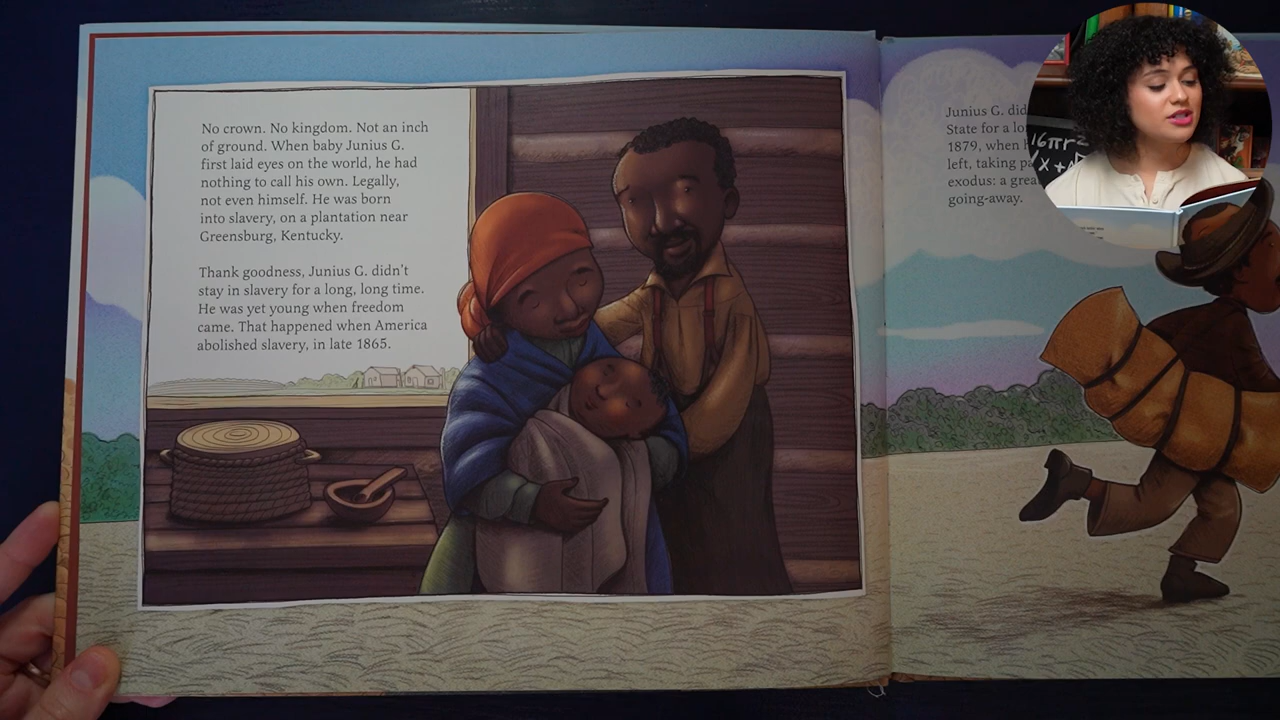 No crown. No kingdom. Not an inch
of ground. When baby Junius G.
first laid eyes on the world, he had
nothing to call his own. Legally,
not even himself. He was born
into slavery, on a plantation near
Greensburg, Kentucky.
Thank goodness, Junius G. didn't
stay in slavery for a long, long time.
He was yet young when freedom
came. That happened when America
abolished slavery, in late 1865.
Junius G. did
State for a lo
1879, when
left, taking pa
exodus: a grea
going-away.
16πr²